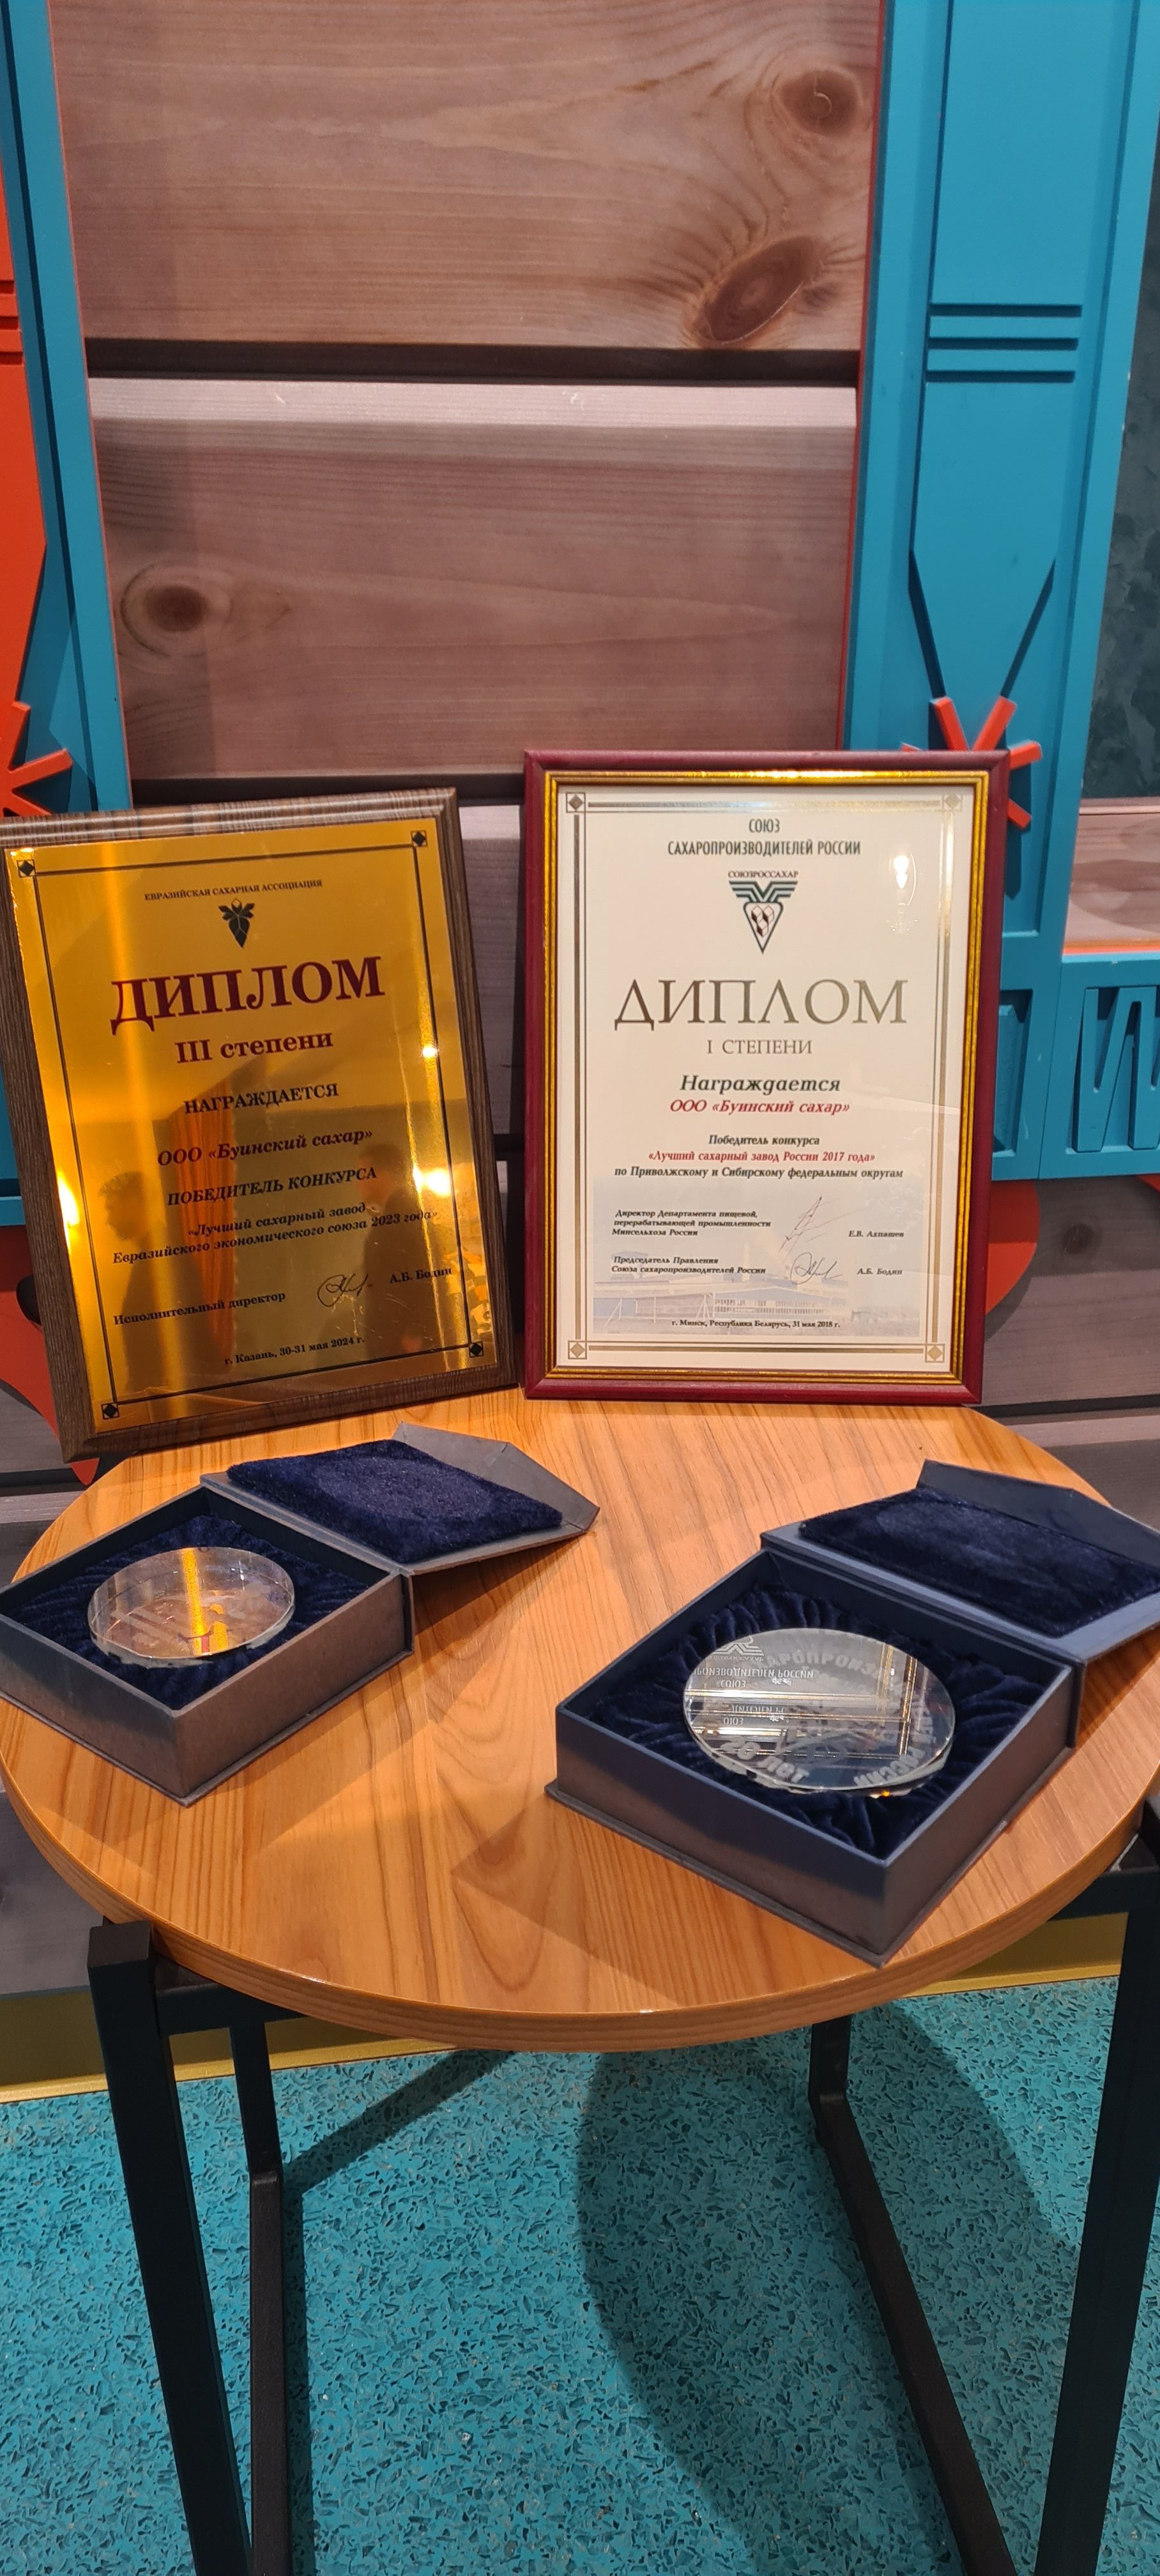 ЕВРАЗИЙСКАЯ САХАРНАЯ АССОЦИАЦИЯ
ДИПЛОМ
III степени
НАГРАЖДАЕТСЯ
ООО «Буинский сахар»
ПОБЕДИТЕЛЬ КОНКУРСА
«Лучший сахарный завод
Евразийского экономического союза 2023 года»
Исполнительный директор А.Б. Бодин
г. Казань, 30-31 мая 2024 г.
СОЮЗ
САХАРОПРОИЗВОДИТЕЛЕЙ РОССИИ
СОЮЗРОССАХАР
ДИПЛОМ
I СТЕПЕНИ
Награждается
ООО «Буинский сахар»
Победитель конкурса
«Лучший сахарный завод России 2017 года»
по Приволжскому и Сибирскому федеральным округам
Директор Департамента пищевой,
перерабатывающей промышленности
Минсельхоза России Е.В. Ахпашев
Председатель Правления
Союза сахаропроизводителей России А.Б. Бодин
г. Минск, Республика Беларусь, 31 мая 2018 г.
лет